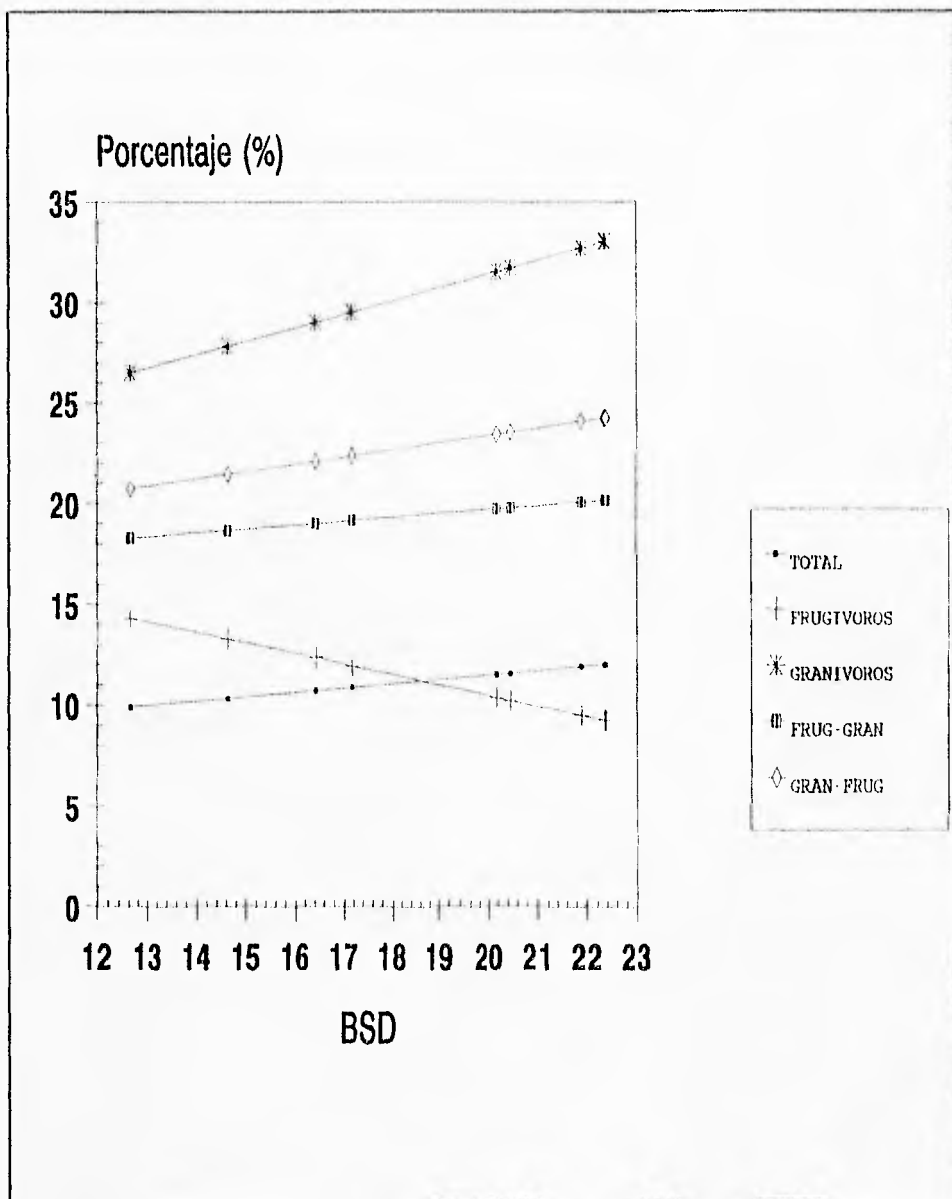 Porcentaje (%)
35
30
25
20
15
10
5
0
12 13 14 15 16 17 18 19 20 21 22 23
BSD
TOTAL
FRUGIVOROS
GRANIVOROS
FRUG-GRAN
GRAN-FRUG